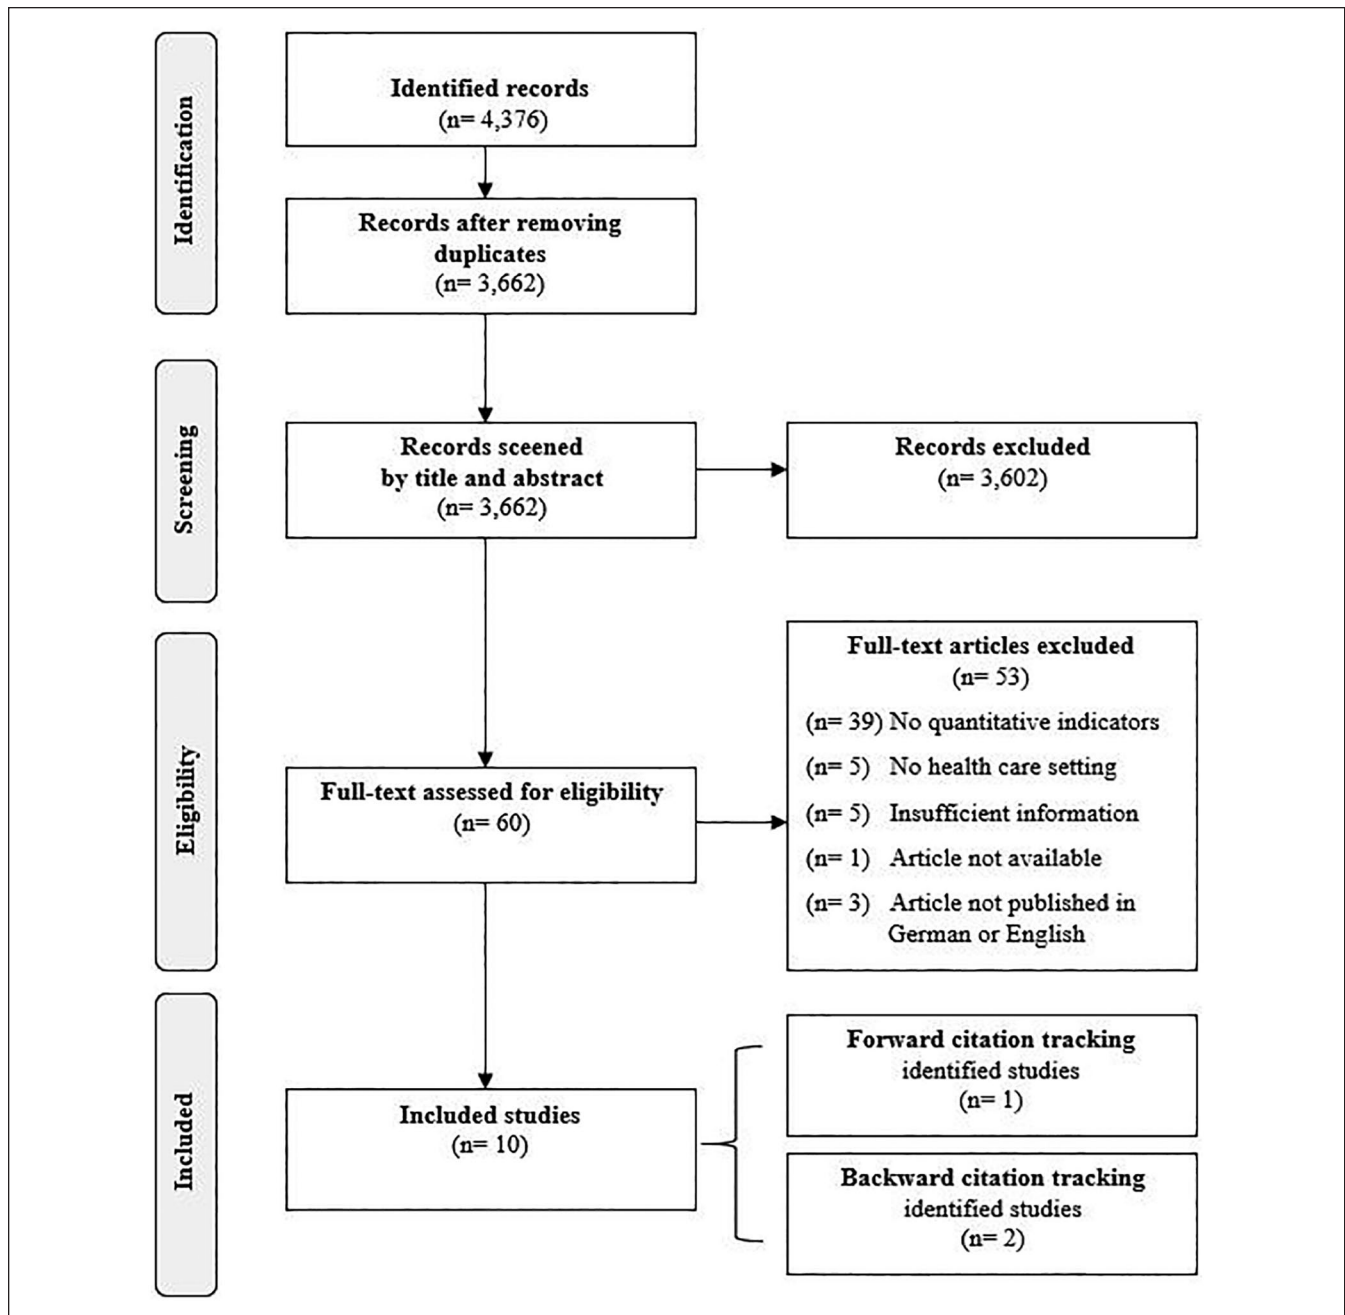 Identification
Identified records
(n= 4,376)
Records after removing
duplicates
(n= 3,662)
Screening
Records sceened
by title and abstract
(n= 3,662)
Records excluded
(n= 3,602)
Eligibility
Full-text assessed for eligibility
(n= 60)
Full-text articles excluded
(n= 53)
(n= 39) No quantitative indicators
(n= 5) No health care setting
(n= 5) Insufficient information
(n= 1) Article not available
(n= 3) Article not published in
German or English
Included
Included studies
(n= 10)
Forward citation tracking
identified studies
(n= 1)
Backward citation tracking
identified studies
(n= 2)